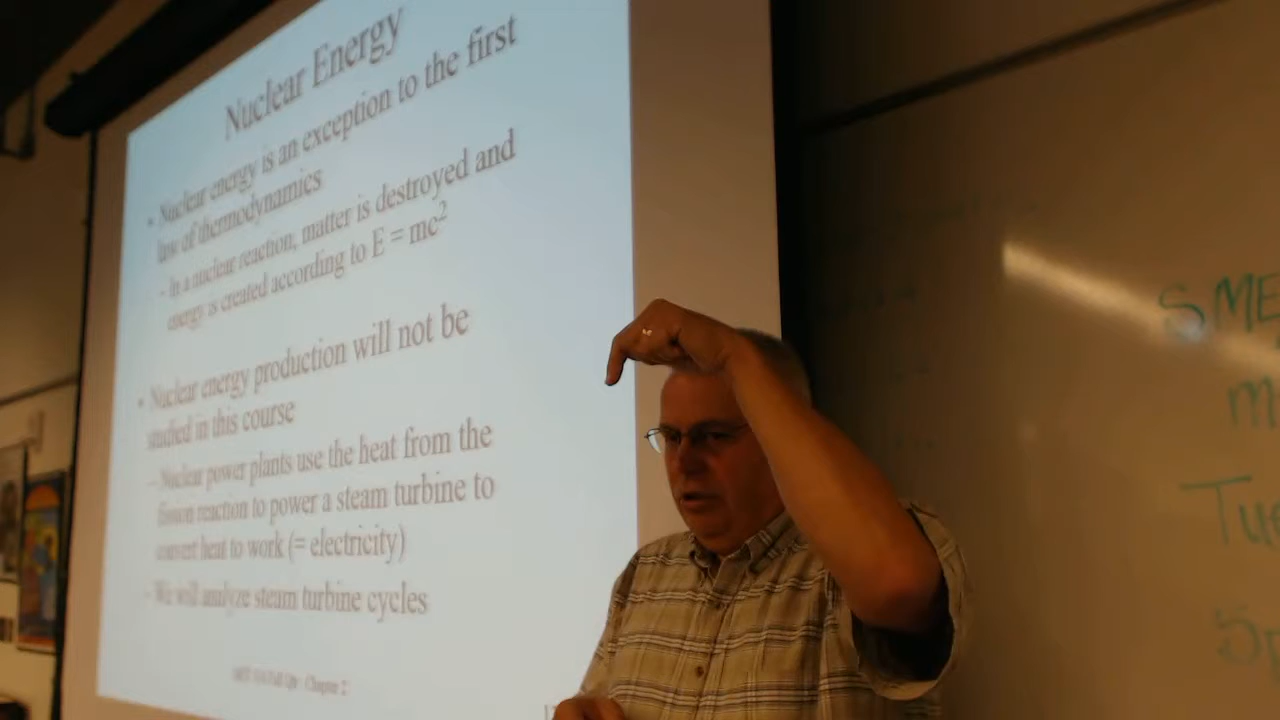 Nuclear Energy
• Nuclear energy is an exception to the first
law of thermodynamics
- In a nuclear reaction, matter is destroyed and
energy is created according to E = mc²
• Nuclear energy production will not be
studied in this course
- Nuclear power plants use the heat from the
fission reaction to power a steam turbine to
convert heat to work (= electricity)
- We will analyze steam turbine cycles
Chapter 2
SME
m
Tue
Sp